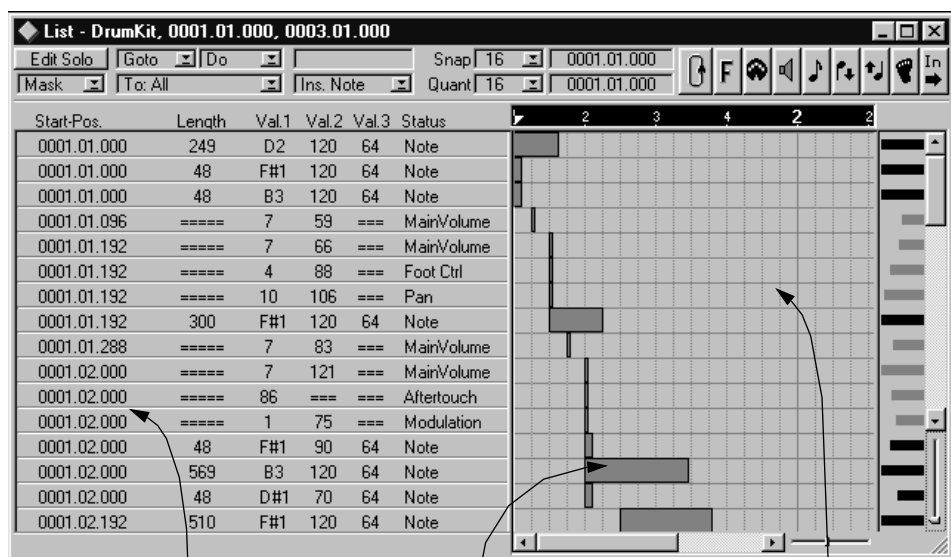 List - DrumKit, 0001.01.000, 0003.01.000
Edit Solo Goto Do Snap 16 0001.01.000 F In
Mask To: All Ins. Note Quant 16 0001.01.000
Start-Pos. Length Val.1 Val.2 Val.3 Status 2 3 4 2 2
0001.01.000 249 D2 120 64 Note
0001.01.000 48 F#1 120 64 Note
0001.01.000 48 B3 120 64 Note
0001.01.096 ===== 7 59 === MainVolume
0001.01.192 ===== 7 66 === MainVolume
0001.01.192 ===== 4 88 === Foot Ctrl
0001.01.192 ===== 10 106 === Pan
0001.01.192 300 F#1 120 64 Note
0001.01.288 ===== 7 83 === MainVolume
0001.02.000 ===== 7 121 === MainVolume
0001.02.000 ===== 86 === === Aftertouch
0001.02.000 ===== 1 75 === Modulation
0001.02.000 48 F#1 90 64 Note
0001.02.000 569 B3 120 64 Note
0001.02.000 48 D#1 70 64 Note
0001.02.192 510 F#1 120 64 Note